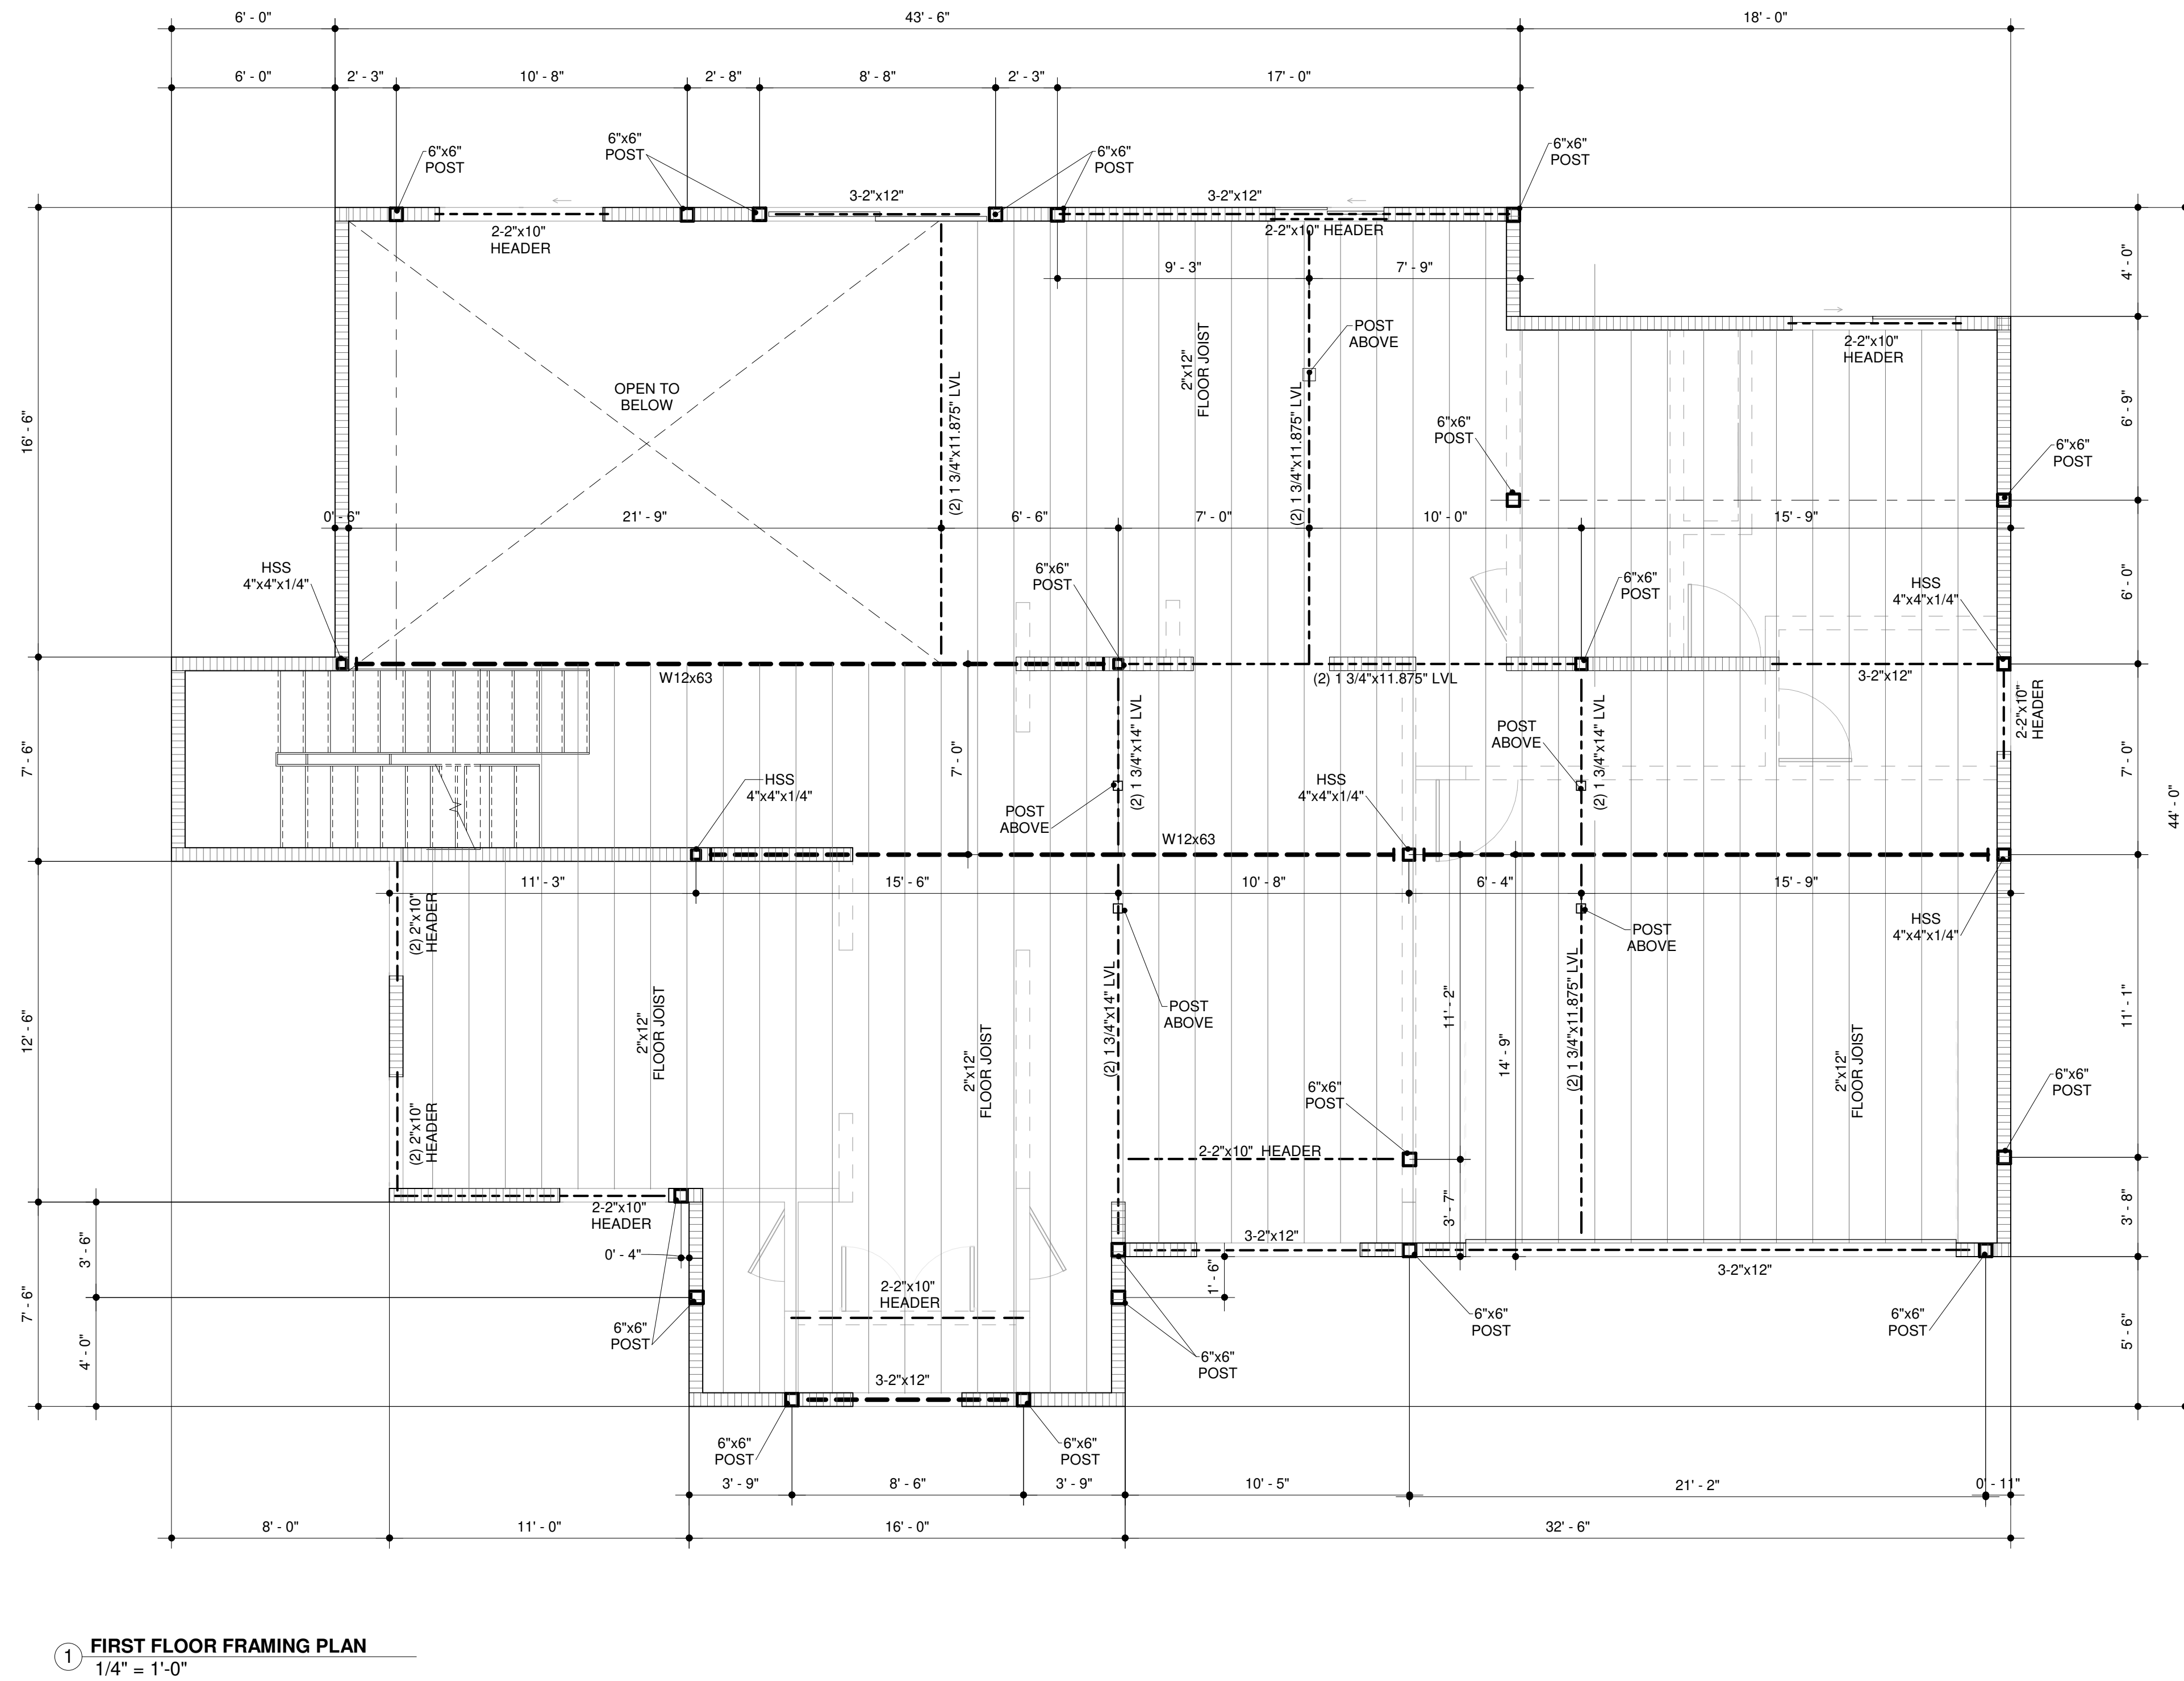 6' - 0"
43' - 6"
18' - 0"
6' - 0"
2' - 3"
10' - 8"
2' - 8"
8' - 8"
2' - 3"
17' - 0"
6"x6"
POST
6"x6"
POST
6"x6"
POST
6"x6"
POST
3-2"x12"
3-2"x12"
2-2"x10"
HEADER
2-2"x10" HEADER
9' - 3"
7' - 9"
4' - 0"
POST
ABOVE
2"x12"
FLOOR JOIST
2-2"x10"
HEADER
OPEN TO
BELOW
(2) 1 3/4"x11.875" LVL
(2) 1 3/4"x11.875" LVL
16' - 6"
6' - 9"
6"x6"
POST
6"x6"
POST
0' - 6"
21' - 9"
6' - 6"
7' - 0"
10' - 0"
15' - 9"
HSS
4"x4"x1/4"
6"x6"
POST
6"x6"
POST
HSS
4"x4"x1/4"
6' - 0"
W12x63
(2) 1 3/4"x11.875" LVL
3-2"x12"
2-2"x10"
HEADER
7' - 6"
7' - 0"
(2) 1 3/4"x14" LVL
POST
ABOVE
(2) 1 3/4"x14" LVL
7' - 0"
HSS
4"x4"x1/4"
POST
ABOVE
HSS
4"x4"x1/4"
44' - 0"
W12x63
11' - 3"
15' - 6"
10' - 8"
6' - 4"
15' - 9"
(2) 2"x10"
HEADER
POST
ABOVE
HSS
4"x4"x1/4"
12' - 6"
2"x12"
FLOOR JOIST
2"x12"
FLOOR JOIST
(2) 1 3/4"x14" LVL
POST
ABOVE
11' - 2"
14' - 9"
(2) 1 3/4"x11.875" LVL
2"x12"
FLOOR JOIST
11' - 1"
6"x6"
POST
6"x6"
POST
(2) 2"x10"
HEADER
2-2"x10" HEADER
2-2"x10"
HEADER
3' - 7"
3' - 8"
3' - 6"
0' - 4"
3-2"x12"
3-2"x12"
1' - 6"
7' - 6"
2-2"x10"
HEADER
6"x6"
POST
6"x6"
POST
6"x6"
POST
5' - 6"
4' - 0"
6"x6"
POST
3-2"x12"
6"x6"
POST
6"x6"
POST
3' - 9"
8' - 6"
3' - 9"
10' - 5"
21' - 2"
0' - 11"
8' - 0"
11' - 0"
16' - 0"
32' - 6"
1
FIRST FLOOR FRAMING PLAN
1/4" = 1'-0"